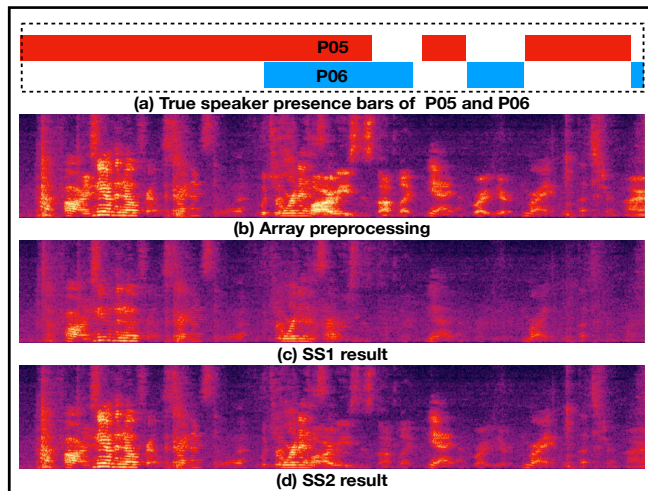 P05
P06
(a) True speaker presence bars of P05 and P06
(b) Array preprocessing
(c) SS1 result
(d) SS2 result